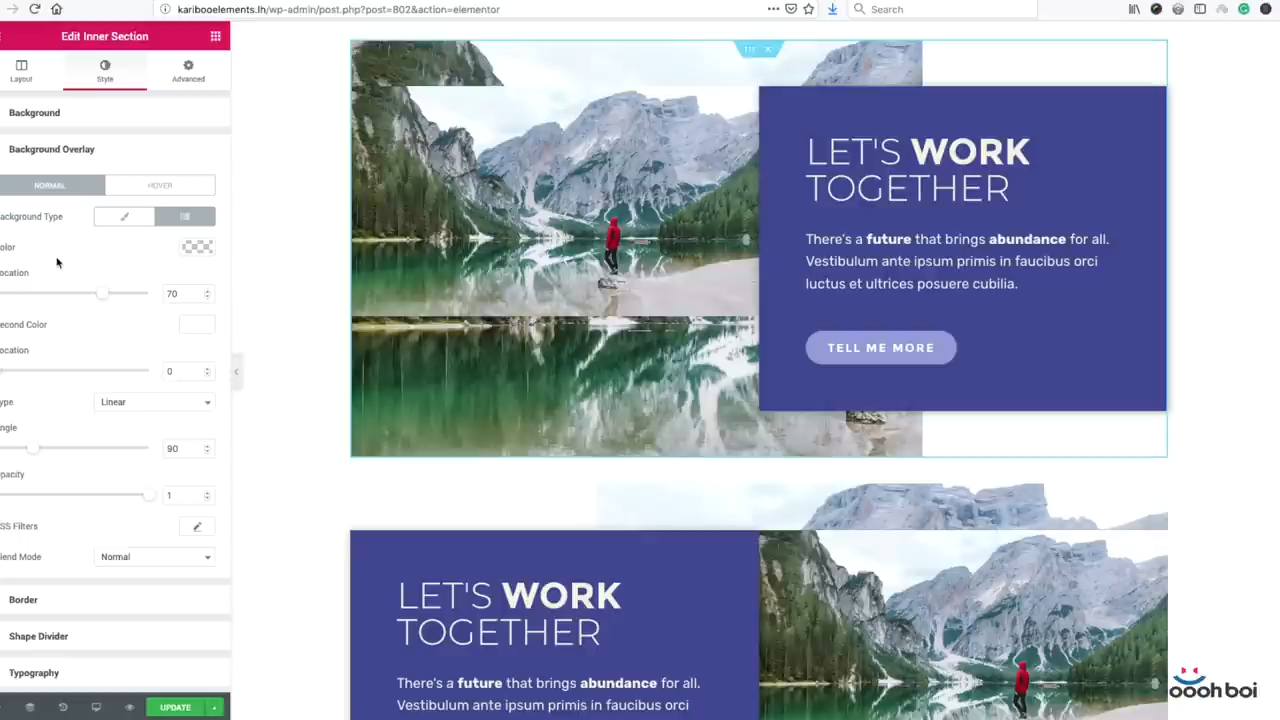 karibooelements.lh/wp-admin/post.php?post=802&action=elementor
Search
Edit Inner Section
Layout
Style
Advanced
Background
Background Overlay
NORMAL
HOVER
ackground Type
olor
ocation
70
econd Color
ocation
0
ype
Linear
ngle
90
pacity
1
SS Filters
lend Mode
Normal
Border
Shape Divider
Typography
UPDATE
LET'S WORK
TOGETHER
There's a future that brings abundance for all.
Vestibulum ante ipsum primis in faucibus orci
luctus et ultrices posuere cubilia.
TELL ME MORE
LET'S WORK
TOGETHER
There's a future that brings abundance for all.
Vestibulum ante ipsum primis in faucibus orci
oooh boi